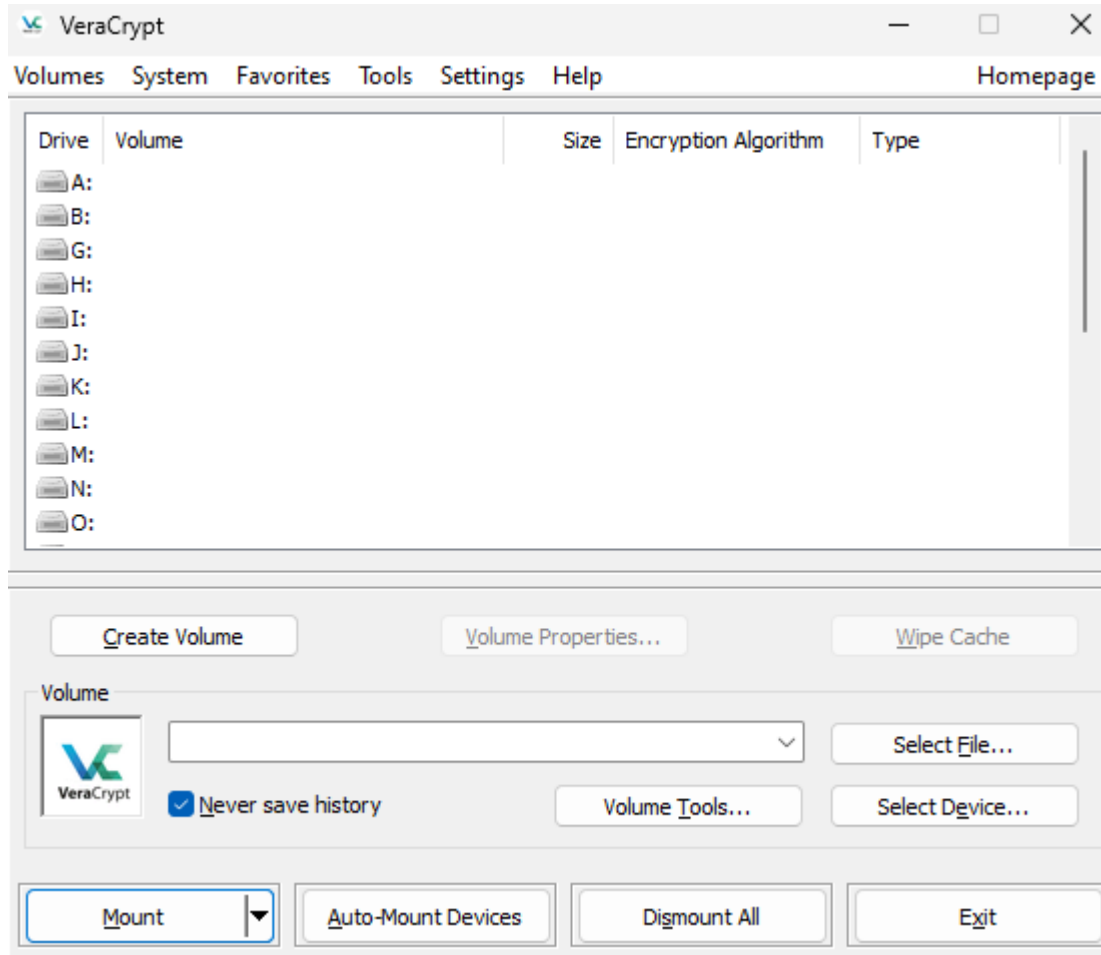 VeraCrypt
Volumes System Favorites Tools Settings Help Homepage
Drive Volume Size Encryption Algorithm Type
A:
B:
G:
H:
I:
J:
K:
L:
M:
N:
O:
Create Volume Volume Properties... Wipe Cache
Volume
Select File...
VeraCrypt
Never save history Volume Tools... Select Device...
Mount Auto-Mount Devices Dismount All Exit